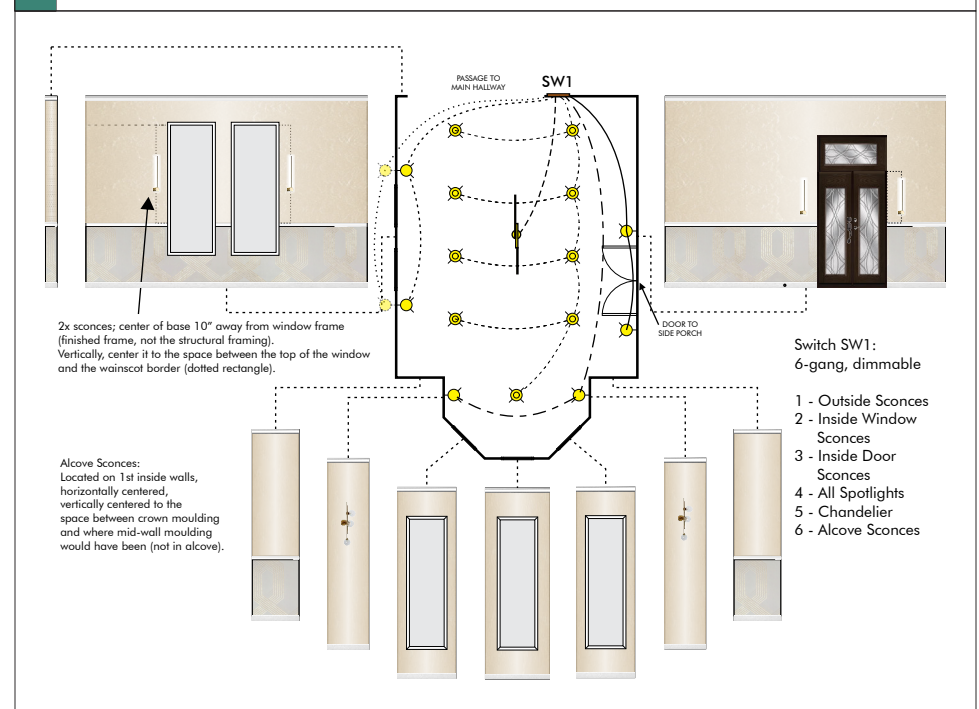 PASSAGE TO
MAIN HALLWAY
SW1
2x sconces; center of base 10” away from window frame
(finished frame, not the structural framing).
Vertically, center it to the space between the top of the window
and the wainscot border (dotted rectangle).
DOOR TO
SIDE PORCH
Switch SW1:
6-gang, dimmable
1 - Outside Sconces
2 - Inside Window
Sconces
3 - Inside Door
Sconces
4 - All Spotlights
5 - Chandelier
6 - Alcove Sconces
Alcove Sconces:
Located on 1st inside walls,
horizontally centered,
vertically centered to the
space between crown moulding
and where mid-wall moulding
would have been (not in alcove).